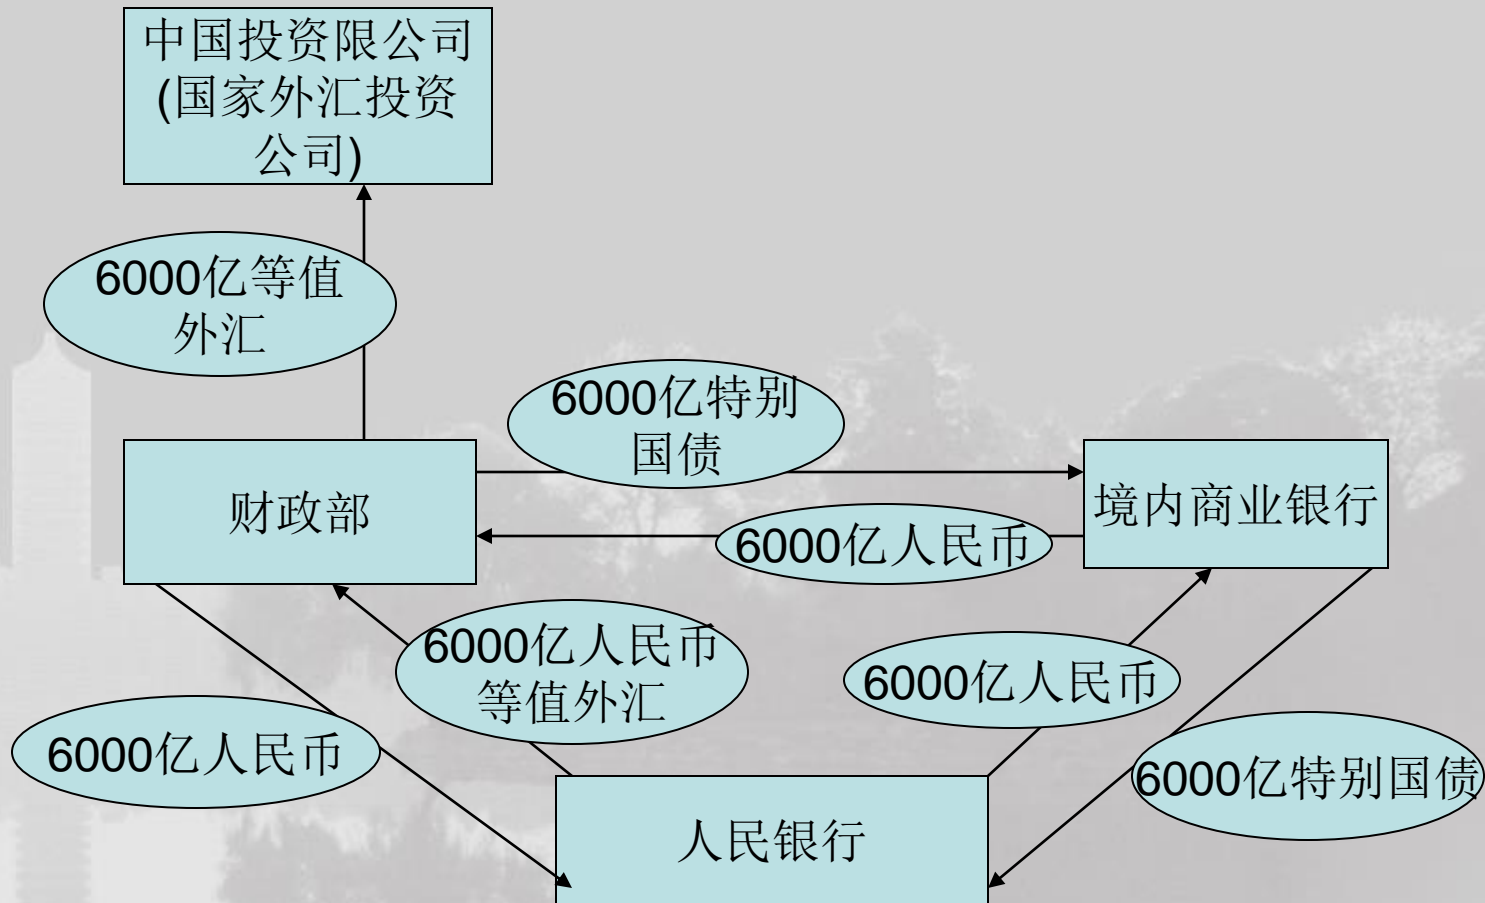 中国投资限公司
(国家外汇投资
公司)
6000亿等值
外汇
6000亿特别
国债
财政部
境内商业银行
6000亿人民币
6000亿人民币
等值外汇
6000亿人民币
6000亿人民币
6000亿特别国债
人民银行